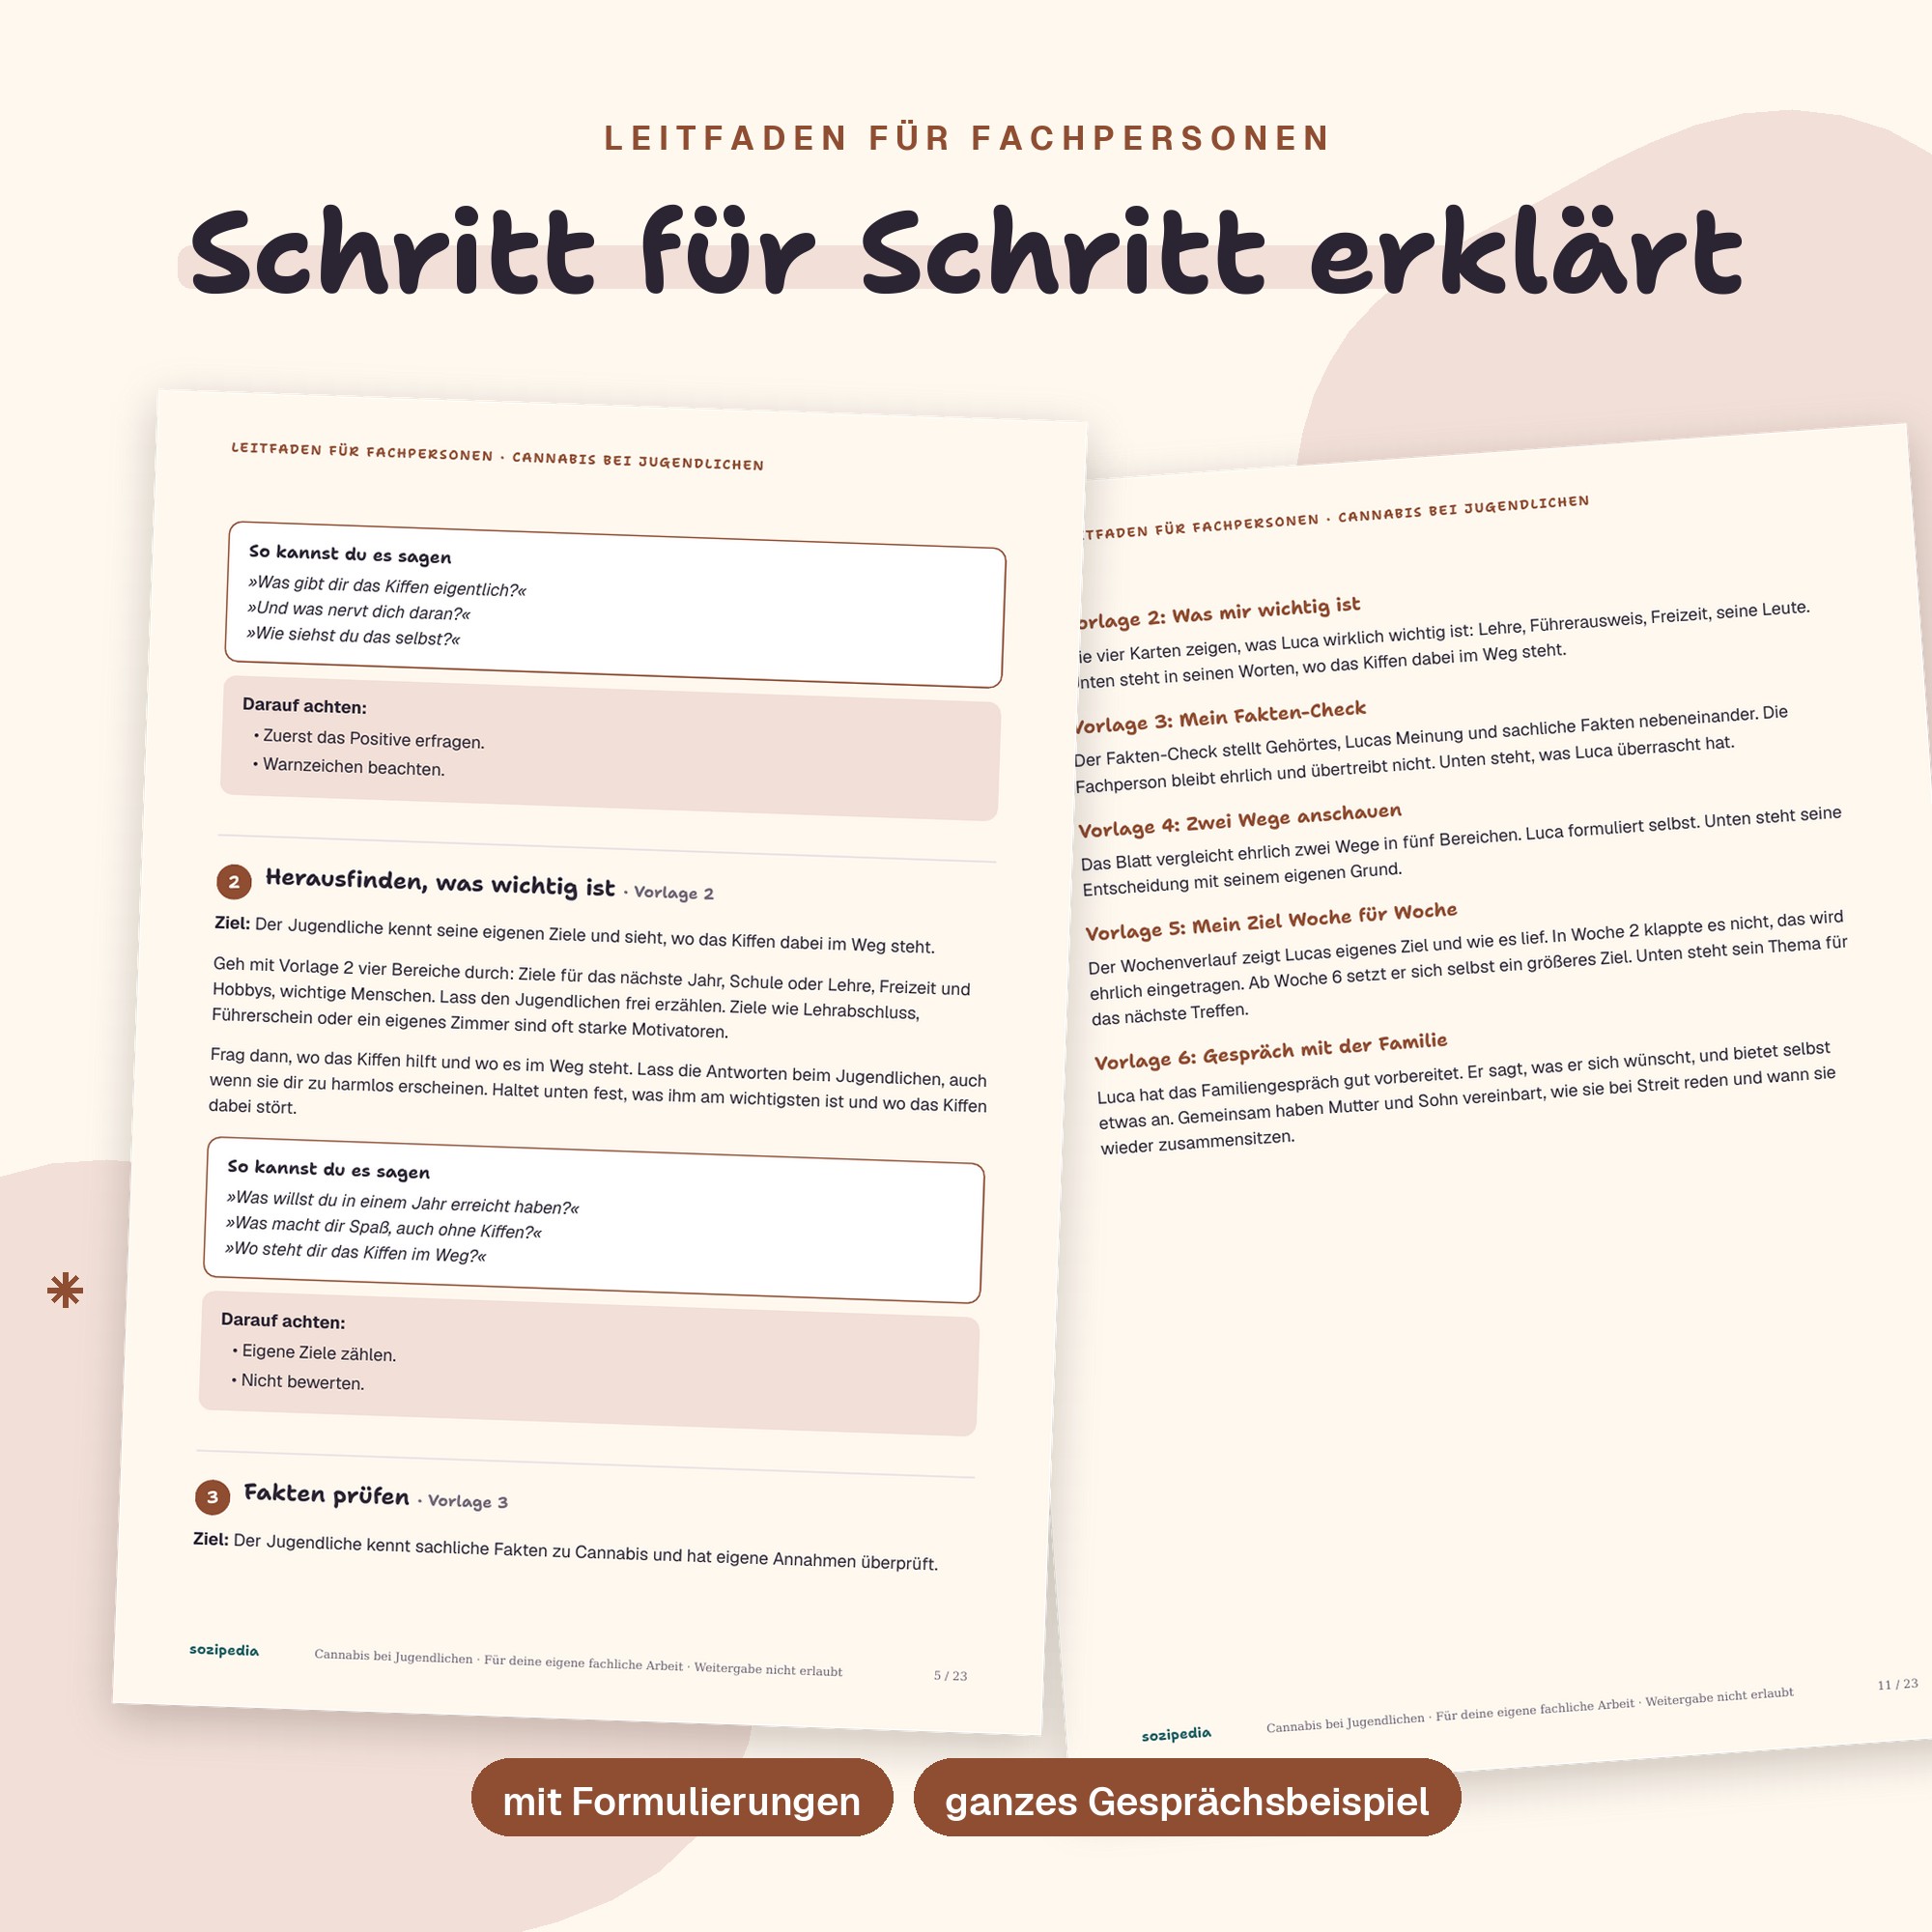 LEITFADEN FÜR FACHPERSONEN
Schritt für Schritt erklärt
LEITFADEN FÜR FACHPERSONEN · CANNABIS BEI JUGENDLICHEN
So kannst du es sagen
»Was gibt dir das Kiffen eigentlich?«
»Und was nervt dich daran?«
»Wie siehst du das selbst?«
Darauf achten:
• Zuerst das Positive erfragen.
• Warnzeichen beachten.
2 Herausfinden, was wichtig ist · Vorlage 2
Ziel: Der Jugendliche kennt seine eigenen Ziele und sieht, wo das Kiffen dabei im Weg steht.
Geh mit Vorlage 2 vier Bereiche durch: Ziele für das nächste Jahr, Schule oder Lehre, Freizeit und
Hobbys, wichtige Menschen. Lass den Jugendlichen frei erzählen. Ziele wie Lehrabschluss,
Führerschein oder ein eigenes Zimmer sind oft starke Motivatoren.
Frag dann, wo das Kiffen hilft und wo es im Weg steht. Lass die Antworten beim Jugendlichen, auch
wenn sie dir zu harmlos erscheinen. Haltet unten fest, was ihm am wichtigsten ist und wo das Kiffen
dabei stört.
So kannst du es sagen
»Was willst du in einem Jahr erreicht haben?«
»Was macht dir Spaß, auch ohne Kiffen?«
»Wo steht dir das Kiffen im Weg?«
Darauf achten:
• Eigene Ziele zählen.
• Nicht bewerten.
3 Fakten prüfen · Vorlage 3
Ziel: Der Jugendliche kennt sachliche Fakten zu Cannabis und hat eigene Annahmen überprüft.
sozipedia Cannabis bei Jugendlichen · Für deine eigene fachliche Arbeit · Weitergabe nicht erlaubt 5 / 23
TFADEN FÜR FACHPERSONEN · CANNABIS BEI JUGENDLICHEN
orlage 2: Was mir wichtig ist
ie vier Karten zeigen, was Luca wirklich wichtig ist: Lehre, Führerausweis, Freizeit, seine Leute.
nten steht in seinen Worten, wo das Kiffen dabei im Weg steht.
Vorlage 3: Mein Fakten-Check
Der Fakten-Check stellt Gehörtes, Lucas Meinung und sachliche Fakten nebeneinander. Die
Fachperson bleibt ehrlich und übertreibt nicht. Unten steht, was Luca überrascht hat.
Vorlage 4: Zwei Wege anschauen
Das Blatt vergleicht ehrlich zwei Wege in fünf Bereichen. Luca formuliert selbst. Unten steht seine
Entscheidung mit seinem eigenen Grund.
Vorlage 5: Mein Ziel Woche für Woche
Der Wochenverlauf zeigt Lucas eigenes Ziel und wie es lief. In Woche 2 klappte es nicht, das wird
ehrlich eingetragen. Ab Woche 6 setzt er sich selbst ein größeres Ziel. Unten steht sein Thema für
das nächste Treffen.
Vorlage 6: Gespräch mit der Familie
Luca hat das Familiengespräch gut vorbereitet. Er sagt, was er sich wünscht, und bietet selbst
etwas an. Gemeinsam haben Mutter und Sohn vereinbart, wie sie bei Streit reden und wann sie
wieder zusammensitzen.
sozipedia Cannabis bei Jugendlichen · Für deine eigene fachliche Arbeit · Weitergabe nicht erlaubt 11 / 23
mit Formulierungen
ganzes Gesprächsbeispiel